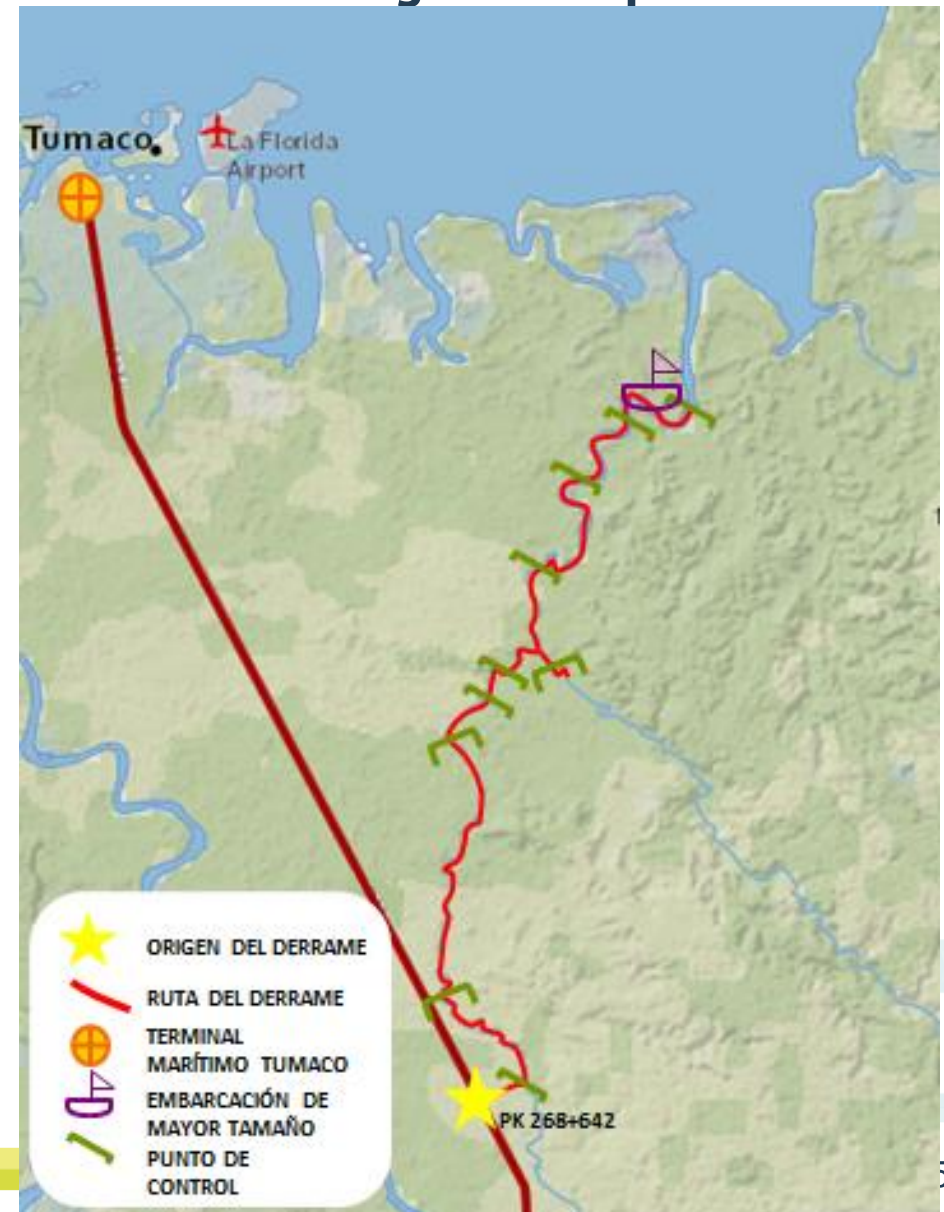 Tumaco
La Florida
Airport
ORIGEN DEL DERRAME
RUTA DEL DERRAME
TERMINAL
MARÍTIMO TUMACO
EMBARCACIÓN DE
MAYOR TAMAÑO
PUNTO DE
CONTROL
PK 268+642